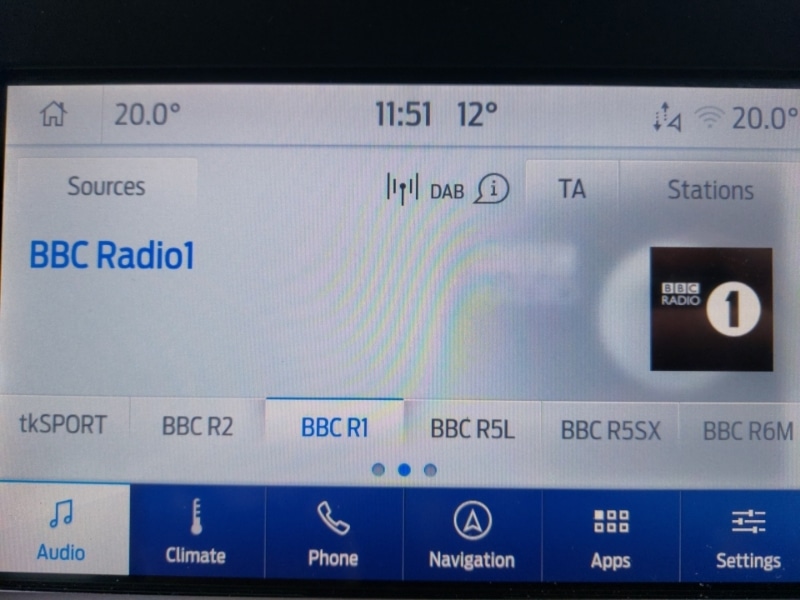 20.0° 11:51 12° 20.0°
Sources DAB i TA Stations
BBC Radio1
BBC
RADIO 1
tkSPORT BBC R2 BBC R1 BBC R5L BBC R5SX BBC R6M
Audio Climate Phone Navigation Apps Settings